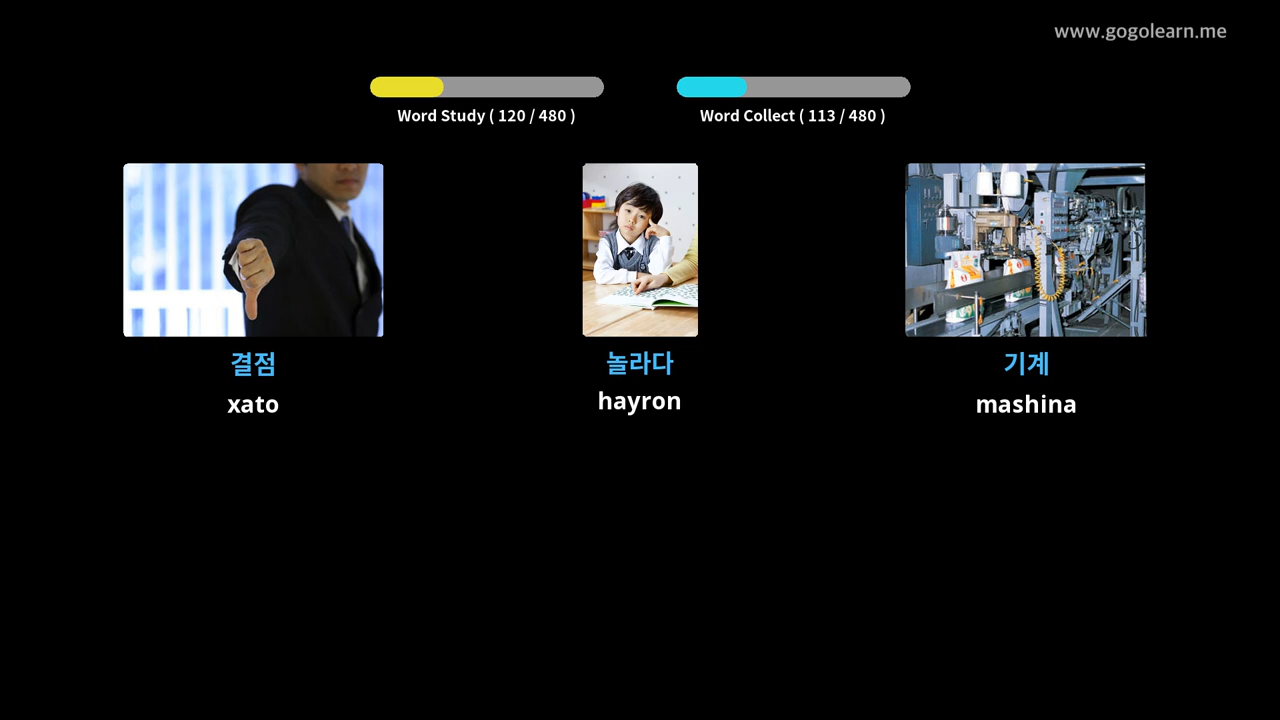 www.gogolearn.me
Word Study ( 120 / 480 )
Word Collect ( 113 / 480 )
결점
놀라다
기계
xato
hayron
mashina